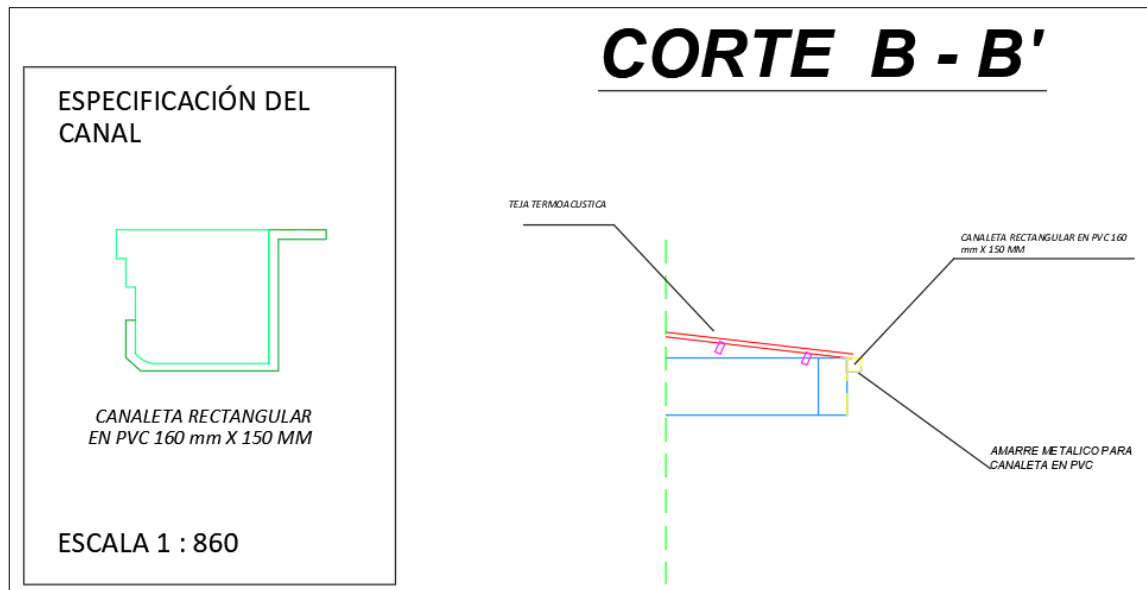 CORTE B - B'
ESPECIFICACIÓN DEL
CANAL
CANALETA RECTANGULAR
EN PVC 160 mm X 150 MM
ESCALA 1 : 860
TEJA TERMOACUSTICA
CANALETA RECTANGULAR EN PVC 160
mm X 150 MM
AMARRE METALICO PARA
CANALETA EN PVC